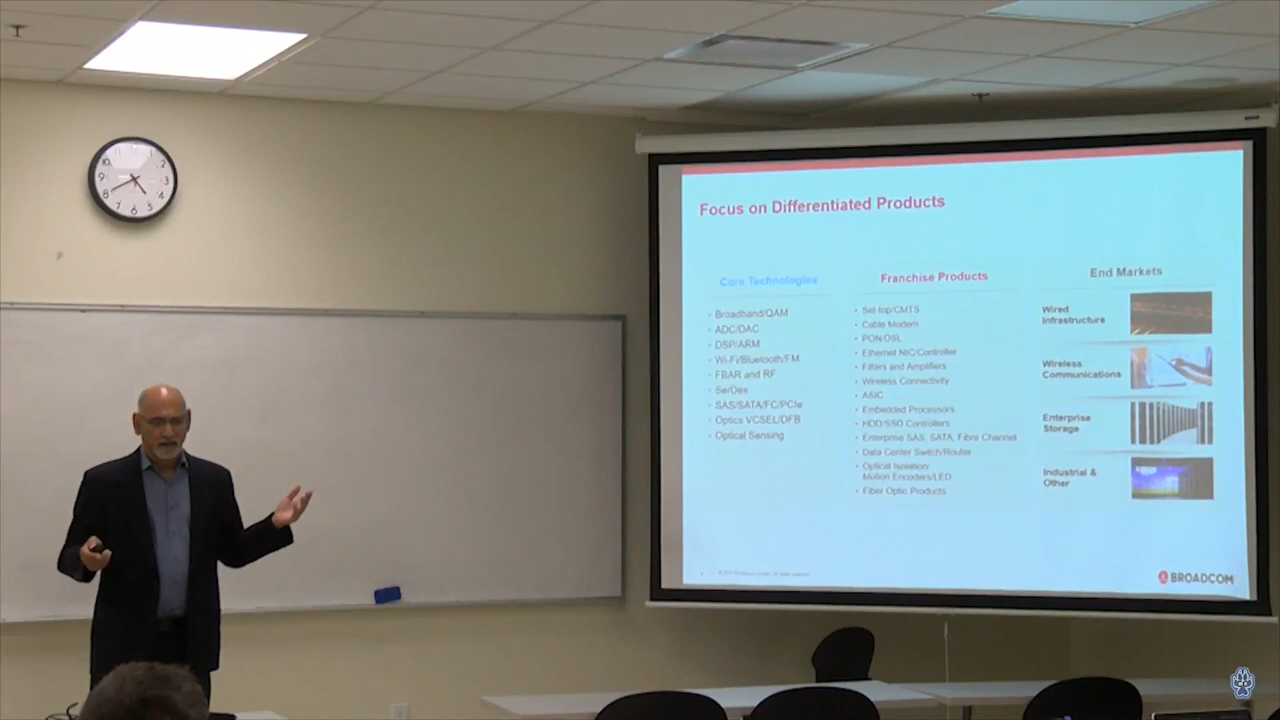 Focus on Differentiated Products
Core Technologies
Broadband/QAM
ADC/DAC
DSP/ARM
Wi-Fi/Bluetooth/FM
FBAR and RF
SerDes
SAS/SATA/FC/PCIe
Optics VCSEL/DFB
Optical Sensing
Franchise Products
Set-top/CMTS
Cable Modem
PON/DSL
Ethernet NIC/Controller
Filters and Amplifiers
Wireless Connectivity
ASIC
Embedded Processors
HDD/SSD Controllers
Enterprise SAS, SATA, Fibre Channel
Data Center Switch/Router
Optical Isolation/
Motion Encoders/LED
Fiber Optic Products
End Markets
Wired
Infrastructure
Wireless
Communications
Enterprise
Storage
Industrial &
Other
BROADCOM